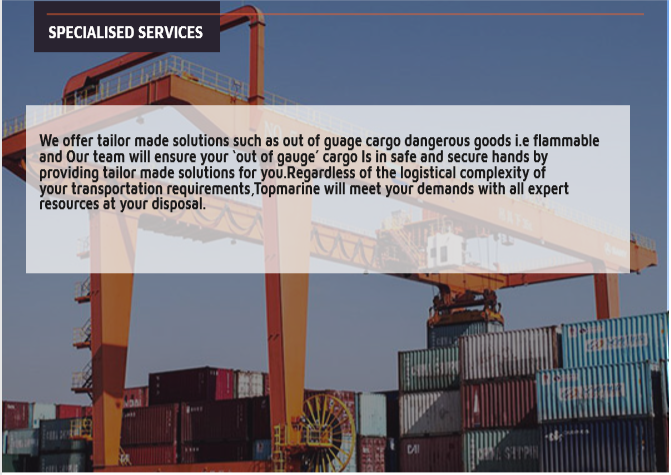 SPECIALISED SERVICES
We offer tailor made solutions such as out of guage cargo dangerous goods i.e flammable
and Our team will ensure your `out of gauge´ cargo Is in safe and secure hands by
providing tailor made solutions for you.Regardless of the logistical complexity of
your transportation requirements,Topmarine will meet your demands with all expert
resources at your disposal.